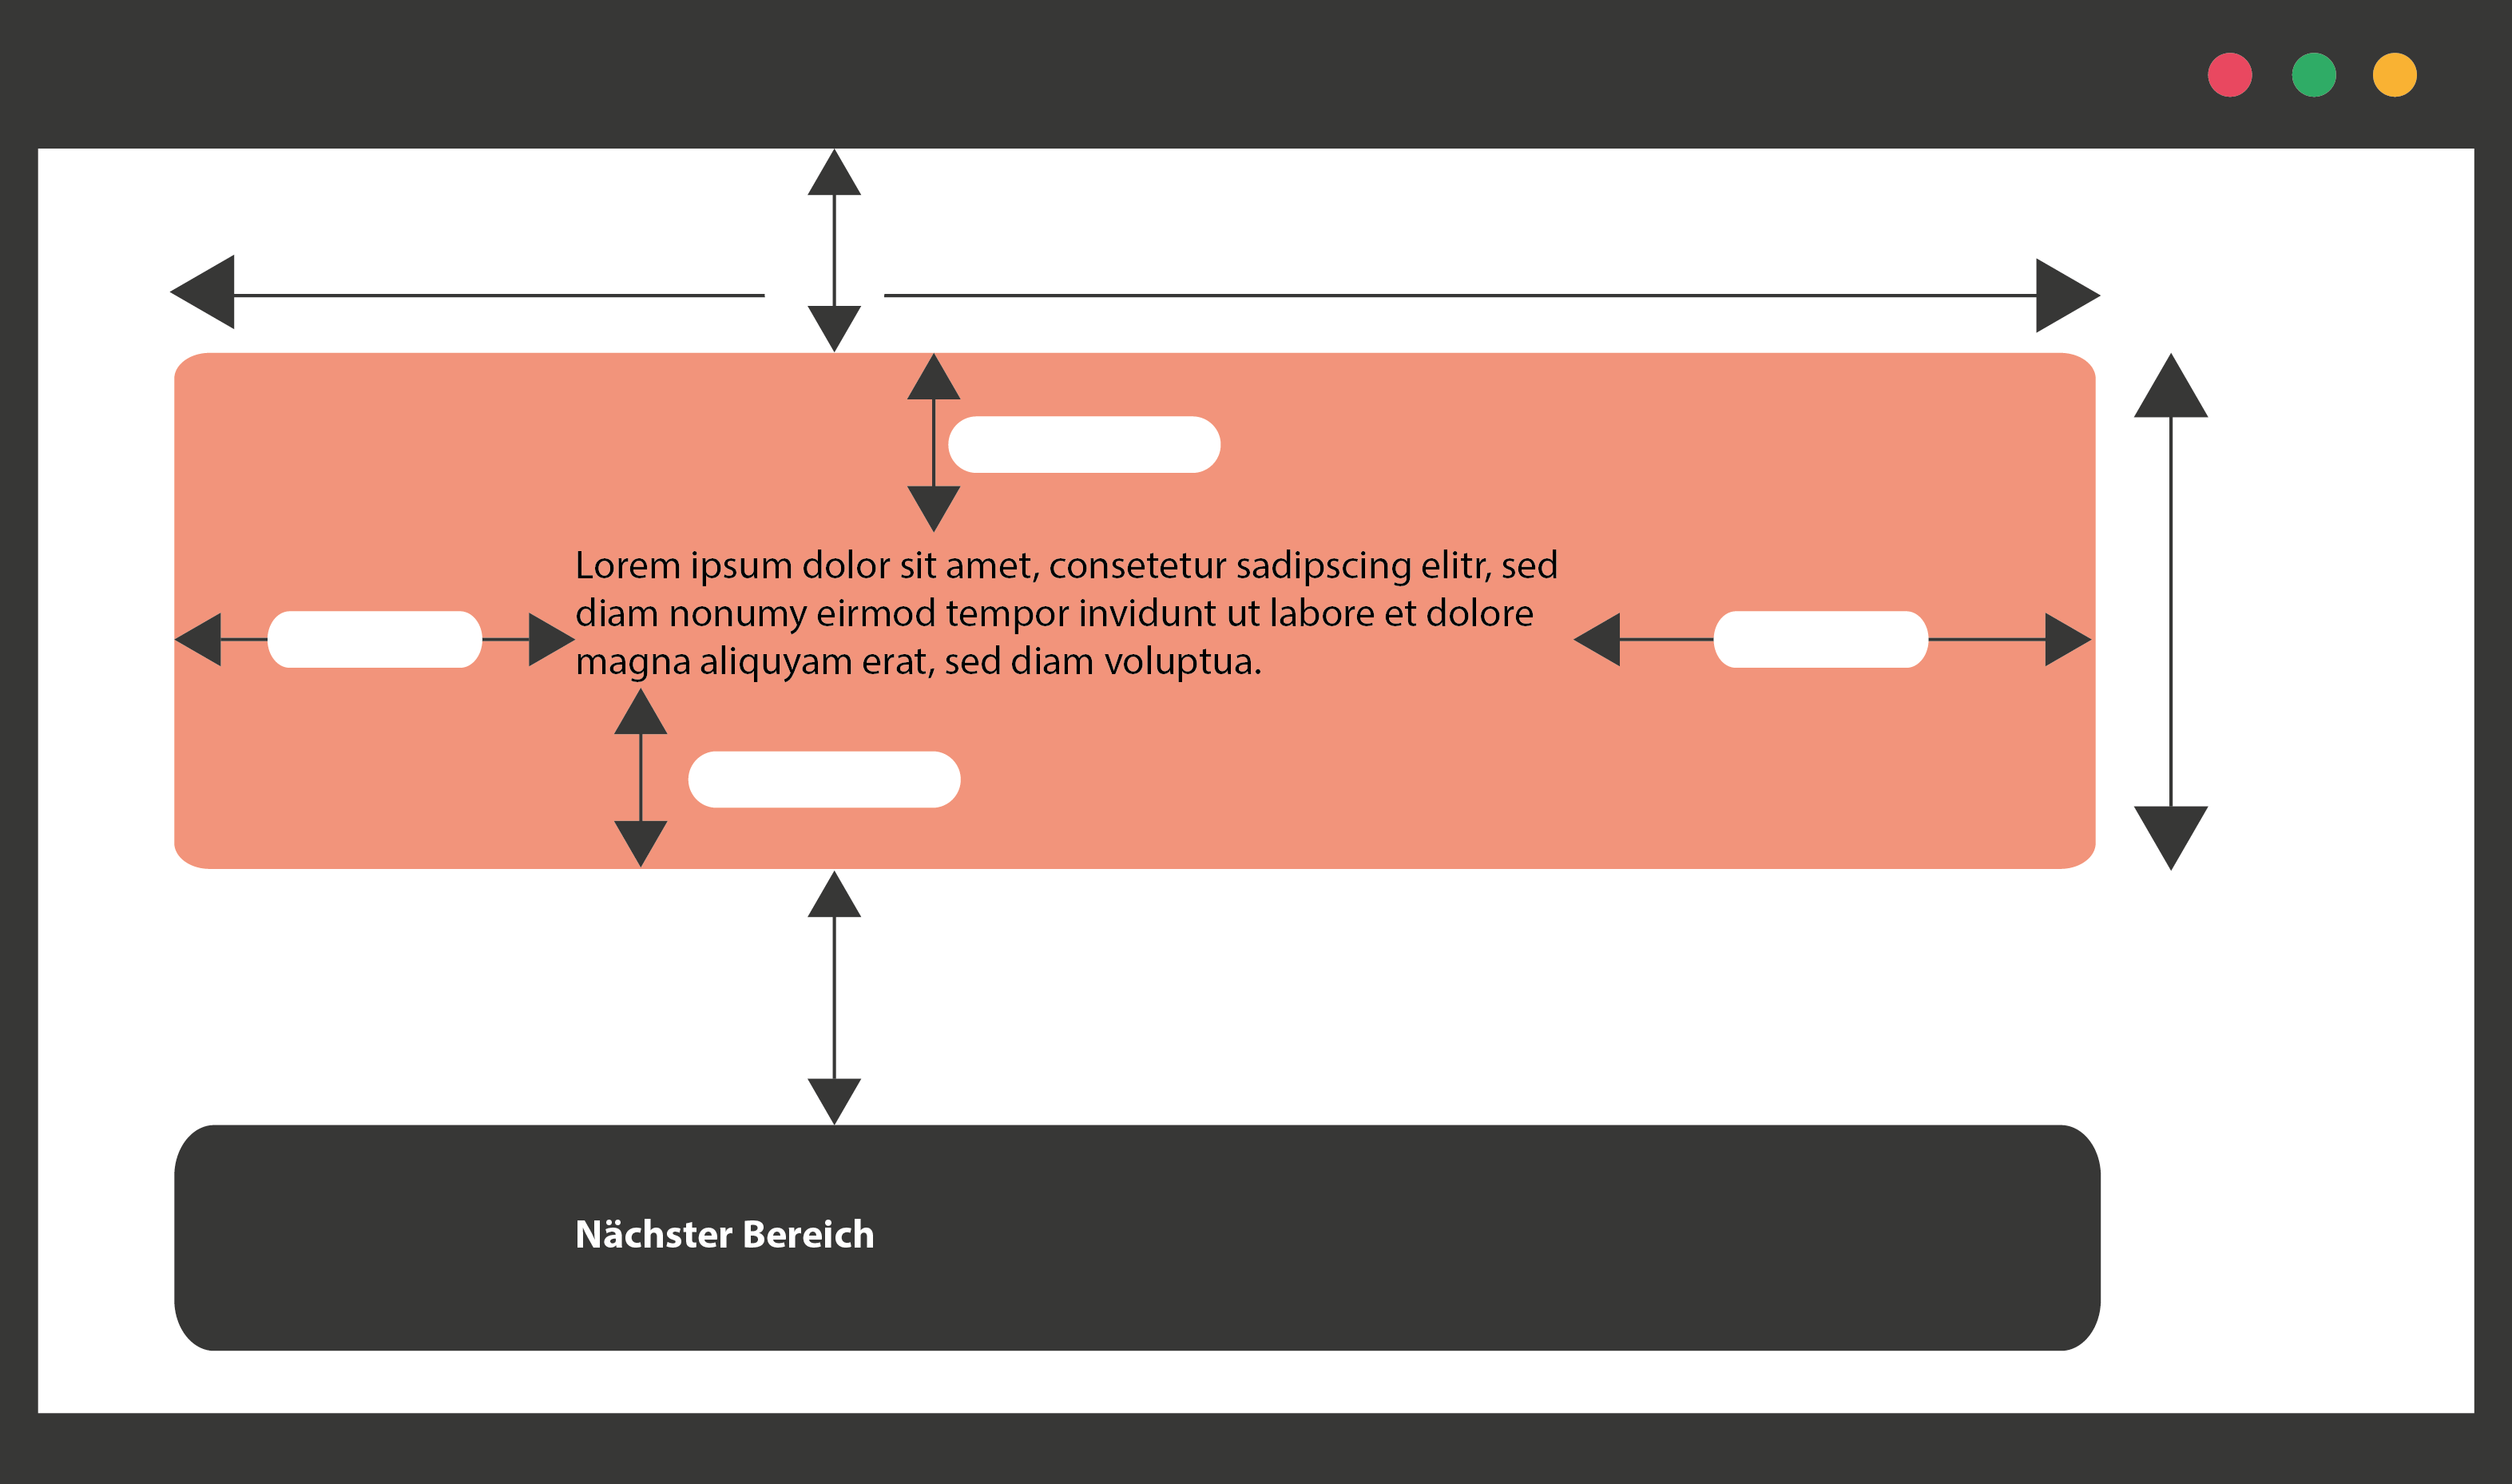 Lorem ipsum dolor sit amet, consetetur sadipscing elitr, sed
diam nonumy eirmod tempor invidunt ut labore et dolore
magna aliquyam erat, sed diam voluptua.
Nächster Bereich